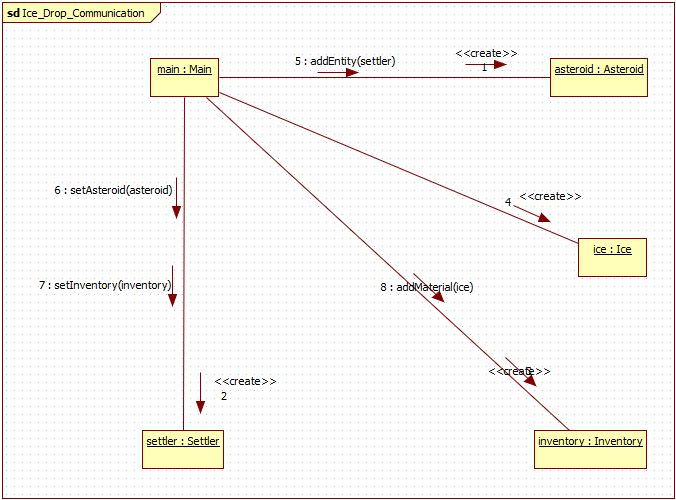 sd Ice_Drop_Communication
main : Main
5 : addEntity(settler)
<<create>>
1
asteroid : Asteroid
6 : setAsteroid(asteroid)
4
<<create>>
ice : Ice
7 : setInventory(inventory)
8 : addMaterial(ice)
<<create>>
3
<<create>>
2
settler : Settler
inventory : Inventory